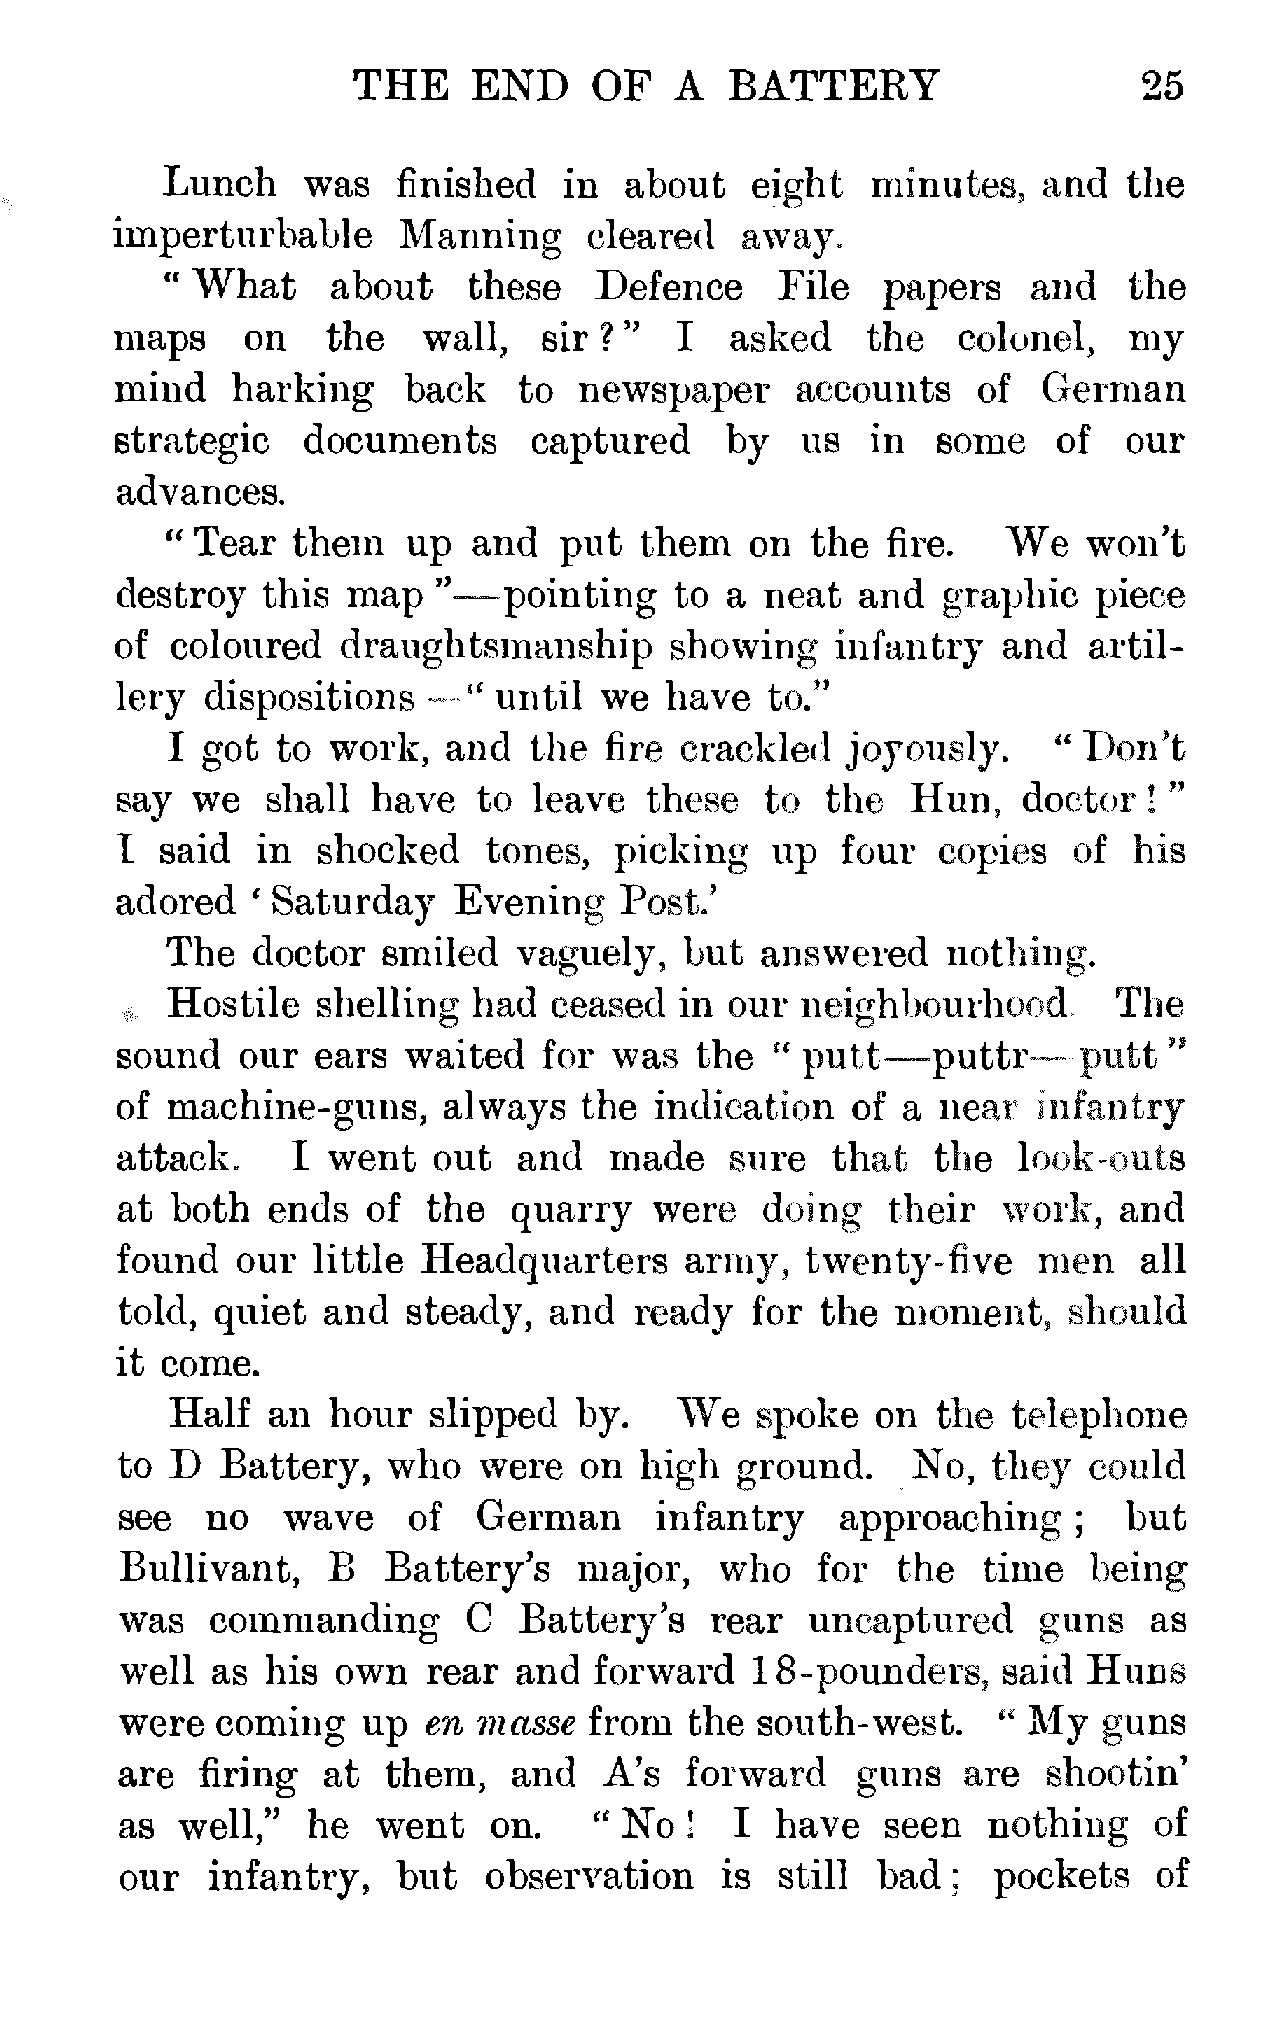 THE END OF A BATTERY 25
Lunch was finished in about eight minutes, and the
imperturbable Manning cleared away.
“ What about these Defence File papers and the
maps on the wall, sir ? ” I asked the colonel, my
mind harking back to newspaper accounts of German
strategic documents captured by us in some of our
advances.
“ Tear them up and put them on the fire. We won’t
destroy this map ”—pointing to a neat and graphic piece
of coloured draughtsmanship showing infantry and artil-
lery dispositions —“ until we have to.”
I got to work, and the fire crackled joyously. “ Don’t
say we shall have to leave these to the Hun, doctor ! ”
I said in shocked tones, picking up four copies of his
adored ‘ Saturday Evening Post.’
The doctor smiled vaguely, but answered nothing.
Hostile shelling had ceased in our neighbourhood. The
sound our ears waited for was the “ putt—puttr—putt ”
of machine-guns, always the indication of a near infantry
attack. I went out and made sure that the look-outs
at both ends of the quarry were doing their work, and
found our little Headquarters army, twenty-five men all
told, quiet and steady, and ready for the moment, should
it come.
Half an hour slipped by. We spoke on the telephone
to D Battery, who were on high ground. No, they could
see no wave of German infantry approaching ; but
Bullivant, B Battery’s major, who for the time being
was commanding C Battery’s rear uncaptured guns as
well as his own rear and forward 18-pounders, said Huns
were coming up en masse from the south-west. “ My guns
are firing at them, and A’s forward guns are shootin’
as well,” he went on. “ No ! I have seen nothing of
our infantry, but observation is still bad ; pockets of